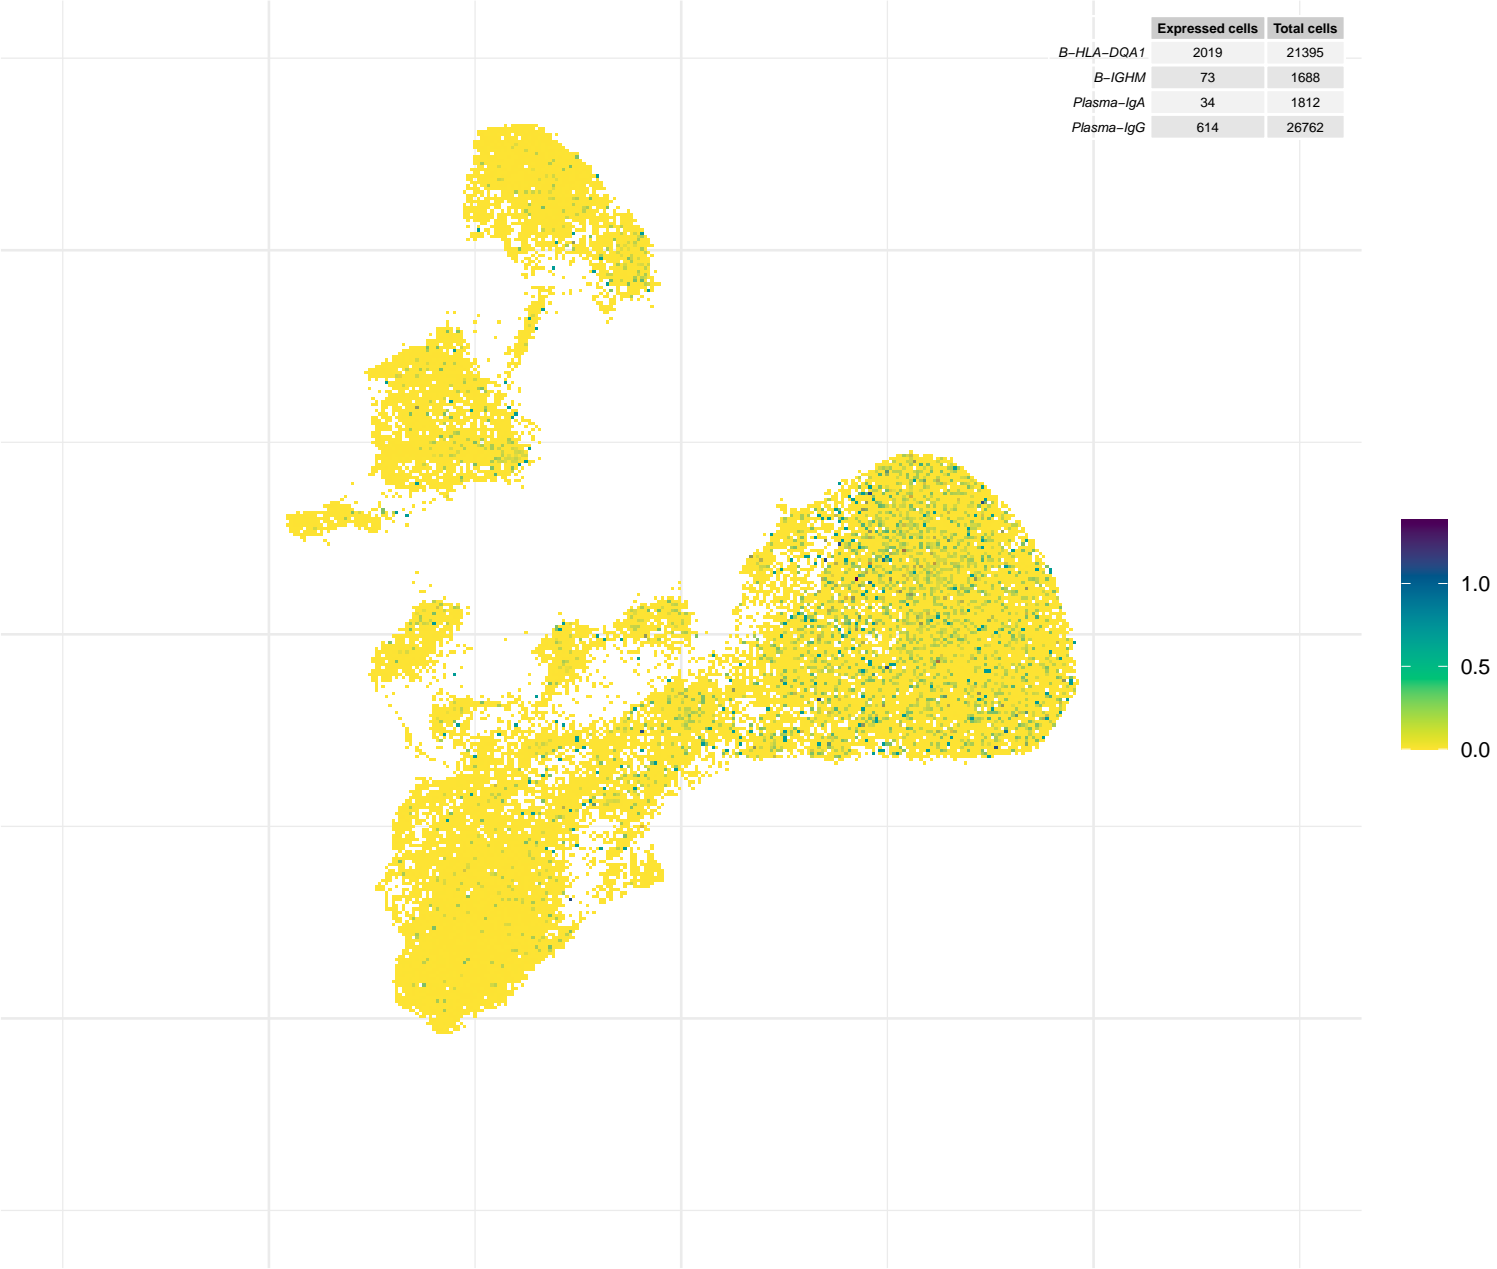 Expressed cells Total cells
B−HLA−DQA1 2019 21395
B−IGHM 73 1688
Plasma−IgA 34 1812
Plasma−IgG 614 26762
1.0
0.5
0.0